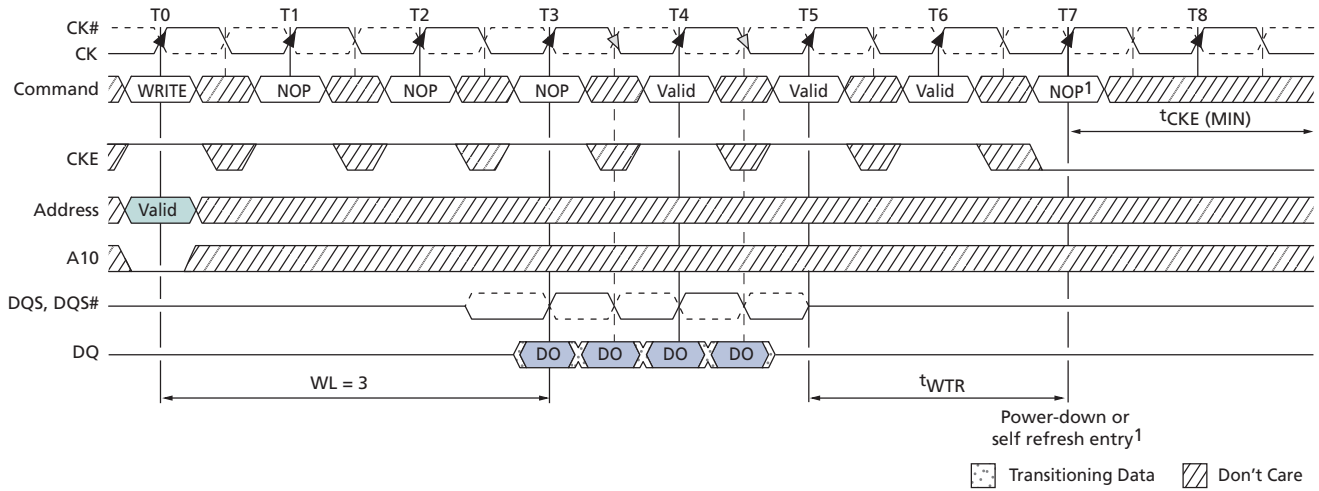 T0 T1 T2 T3 T4 T5 T6 T7 T8
CK#
CK
Command WRITE NOP NOP NOP Valid Valid Valid NOP1
tCKE (MIN)
CKE
Address Valid
A10
DQS, DQS#
DQ DO DO DO DO
WL = 3 tWTR
Power-down or
self refresh entry1
Transitioning Data Don't Care